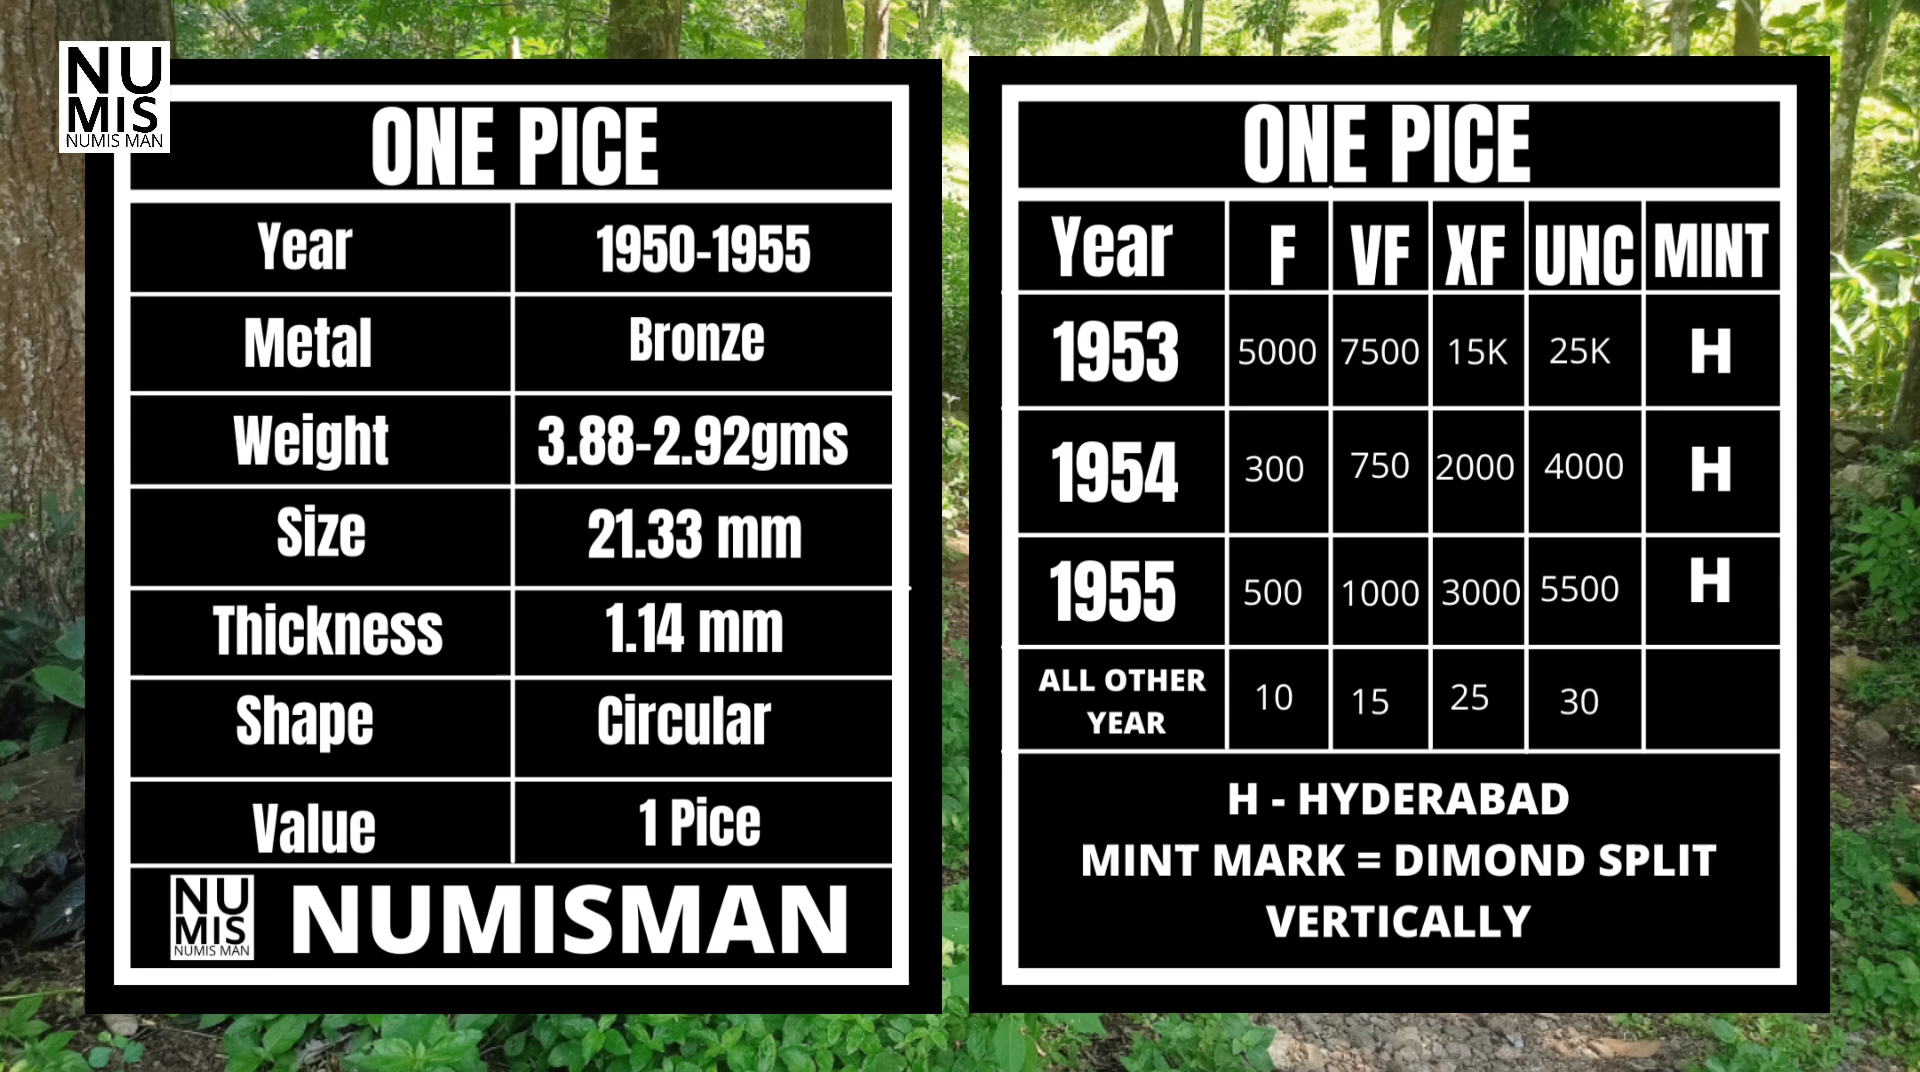 NU
MIS
NUMIS MAN
ONE PICE
Year 1950-1955
Metal Bronze
Weight 3.88-2.92gms
Size 21.33 mm
Thickness 1.14 mm
Shape Circular
Value 1 Pice
NU
MIS
NUMIS MAN
NUMISMAN
ONE PICE
Year F VF XF UNC MINT
1953 5000 7500 15K 25K H
1954 300 750 2000 4000 H
1955 500 1000 3000 5500 H
ALL OTHER
YEAR 10 15 25 30
H - HYDERABAD
MINT MARK = DIMOND SPLIT
VERTICALLY